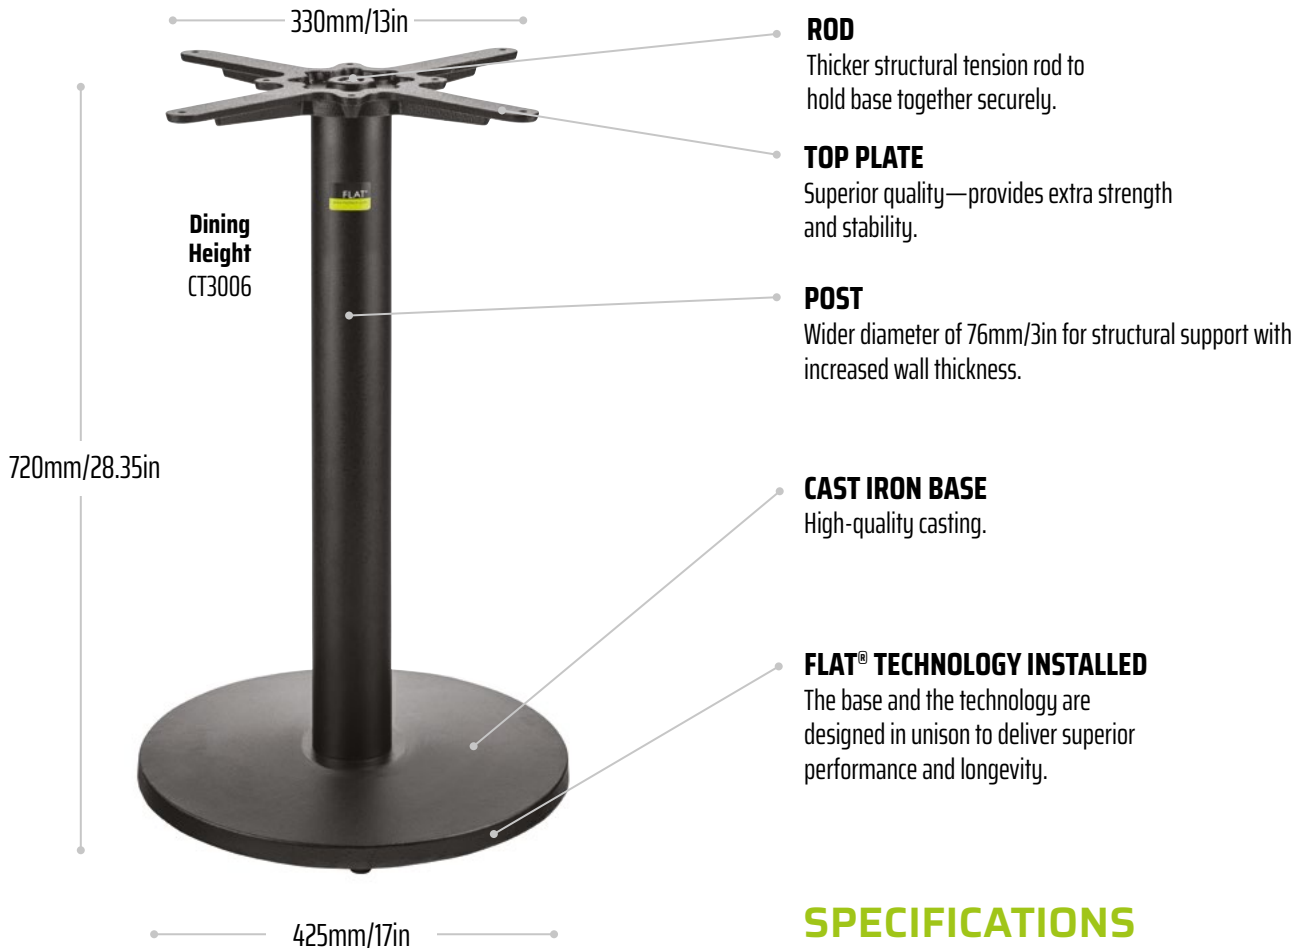 330mm/13in
ROD
Thicker structural tension rod to
hold base together securely.
TOP PLATE
Superior quality—provides extra strength
and stability.
FLAT®
Dining
Height
CT3006
POST
Wider diameter of 76mm/3in for structural support with
increased wall thickness.
720mm/28.35in
CAST IRON BASE
High-quality casting.
FLAT® TECHNOLOGY INSTALLED
The base and the technology are
designed in unison to deliver superior
performance and longevity.
425mm/17in
SPECIFICATIONS